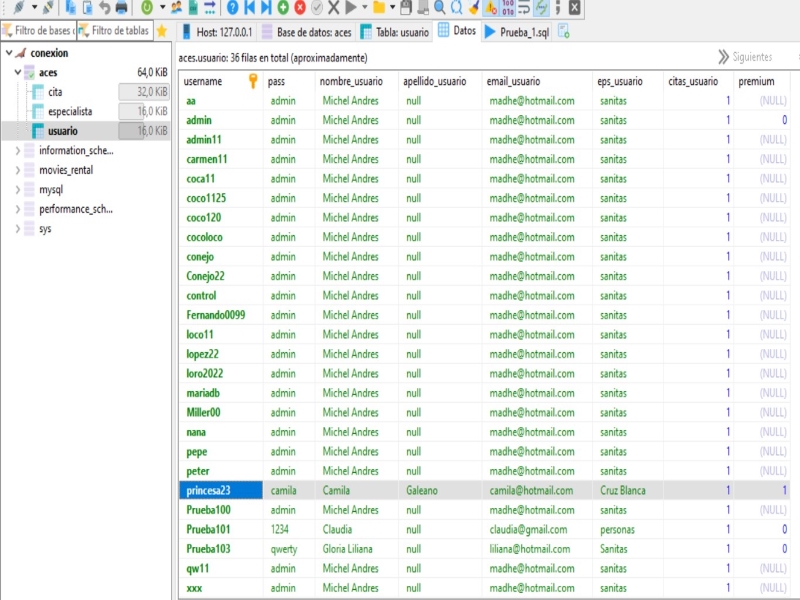 Filtro de bases
Filtro de tablas
Host: 127.0.0.1
Base de datos: aces
Tabla: usuario
Datos
Prueba_1.sql
conexion
aces 64,0 KiB
cita 32,0 KiB
especialista 16,0 KiB
usuario 16,0 KiB
information_sche...
movies_rental
mysql
performance_sch...
sys
aces.usuario: 36 filas en total (aproximadamente)
Siguientes
username pass nombre_usuario apellido_usuario email_usuario eps_usuario citas_usuario premium
aa admin Michel Andres null madhe@hotmail.com sanitas 1 (NULL)
admin admin Michel Andres null madhe@hotmail.com sanitas 1 0
admin11 admin Michel Andres null madhe@hotmail.com sanitas 1 (NULL)
carmen11 admin Michel Andres null madhe@hotmail.com sanitas 1 (NULL)
coca11 admin Michel Andres null madhe@hotmail.com sanitas 1 (NULL)
coco1125 admin Michel Andres null madhe@hotmail.com sanitas 1 (NULL)
coco120 admin Michel Andres null madhe@hotmail.com sanitas 1 (NULL)
cocoloco admin Michel Andres null madhe@hotmail.com sanitas 1 (NULL)
conejo admin Michel Andres null madhe@hotmail.com sanitas 1 (NULL)
Conejo22 admin Michel Andres null madhe@hotmail.com sanitas 1 (NULL)
control admin Michel Andres null madhe@hotmail.com sanitas 1 (NULL)
Fernando0099 admin Michel Andres null madhe@hotmail.com sanitas 1 (NULL)
loco11 admin Michel Andres null madhe@hotmail.com sanitas 1 (NULL)
lopez22 admin Michel Andres null madhe@hotmail.com sanitas 1 (NULL)
loro2022 admin Michel Andres null madhe@hotmail.com sanitas 1 (NULL)
mariadb admin Michel Andres null madhe@hotmail.com sanitas 1 (NULL)
Miller00 admin Michel Andres null madhe@hotmail.com sanitas 1 (NULL)
nana admin Michel Andres null madhe@hotmail.com sanitas 1 (NULL)
pepe admin Michel Andres null madhe@hotmail.com sanitas 1 (NULL)
peter admin Michel Andres null madhe@hotmail.com sanitas 1 (NULL)
princesa23 camila Camila Galeano camila@hotmail.com Cruz Blanca 1 1
Prueba100 admin Michel Andres null madhe@hotmail.com sanitas 1 (NULL)
Prueba101 1234 Claudia null claudia@gmail.com personas 1 0
Prueba103 qwerty Gloria Liliana null liliana@hotmail.com Sanitas 1 0
qw11 admin Michel Andres null madhe@hotmail.com sanitas 1 (NULL)
xxx admin Michel Andres null madhe@hotmail.com sanitas 1 (NULL)